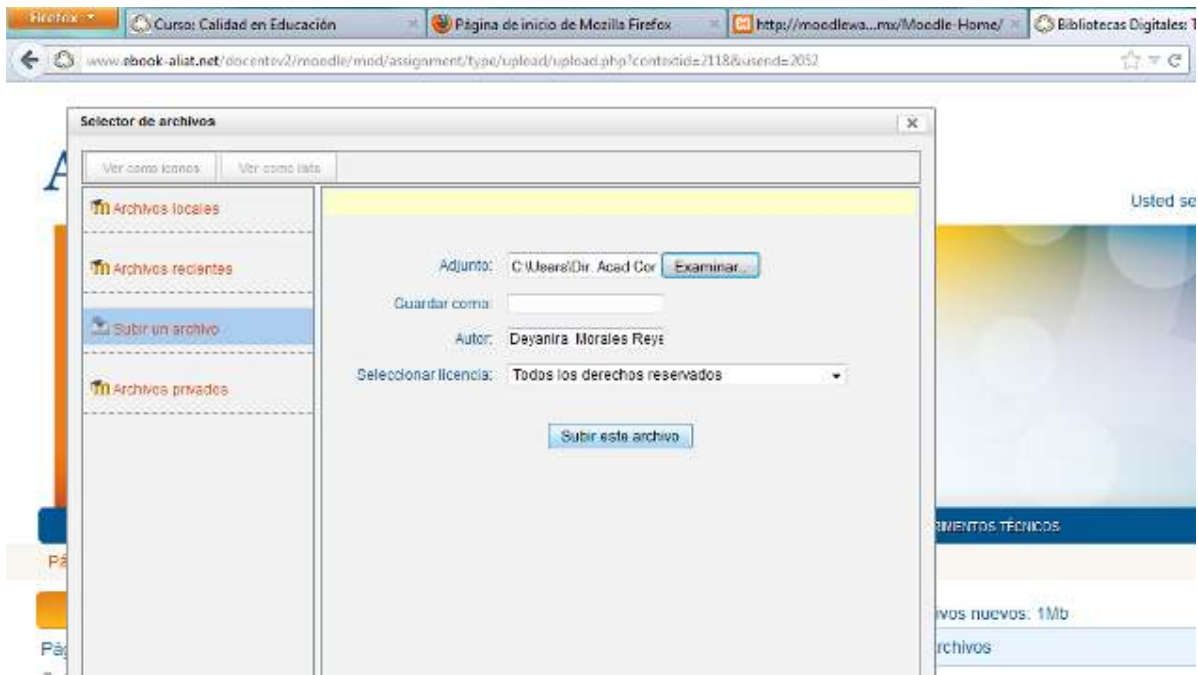 Firefox
Curso: Calidad en Educación
Página de inicio de Mozilla Firefox
http://moodlewa...mx/Moodle-Home/
Bibliotecas Digitales: T
www.ebook-aliat.net/docentev2/moodle/mod/assignment/type/upload/upload.php?contextid=2118&userid=2052
Selector de archivos
Ver como iconos Ver como lista
A
Usted se
Archivos locales
Archivos recientes
Subir un archivo
Archivos privados
Adjunto: C:\Users\Dir. Acad Cor Examinar...
Guardar como:
Autor: Deyanira Morales Reye
Seleccionar licencia: Todos los derechos reservados
Subir este archivo
RIMIENTOS TÉCNICOS
Pá
ivos nuevos: 1Mb
Pág
rchivos